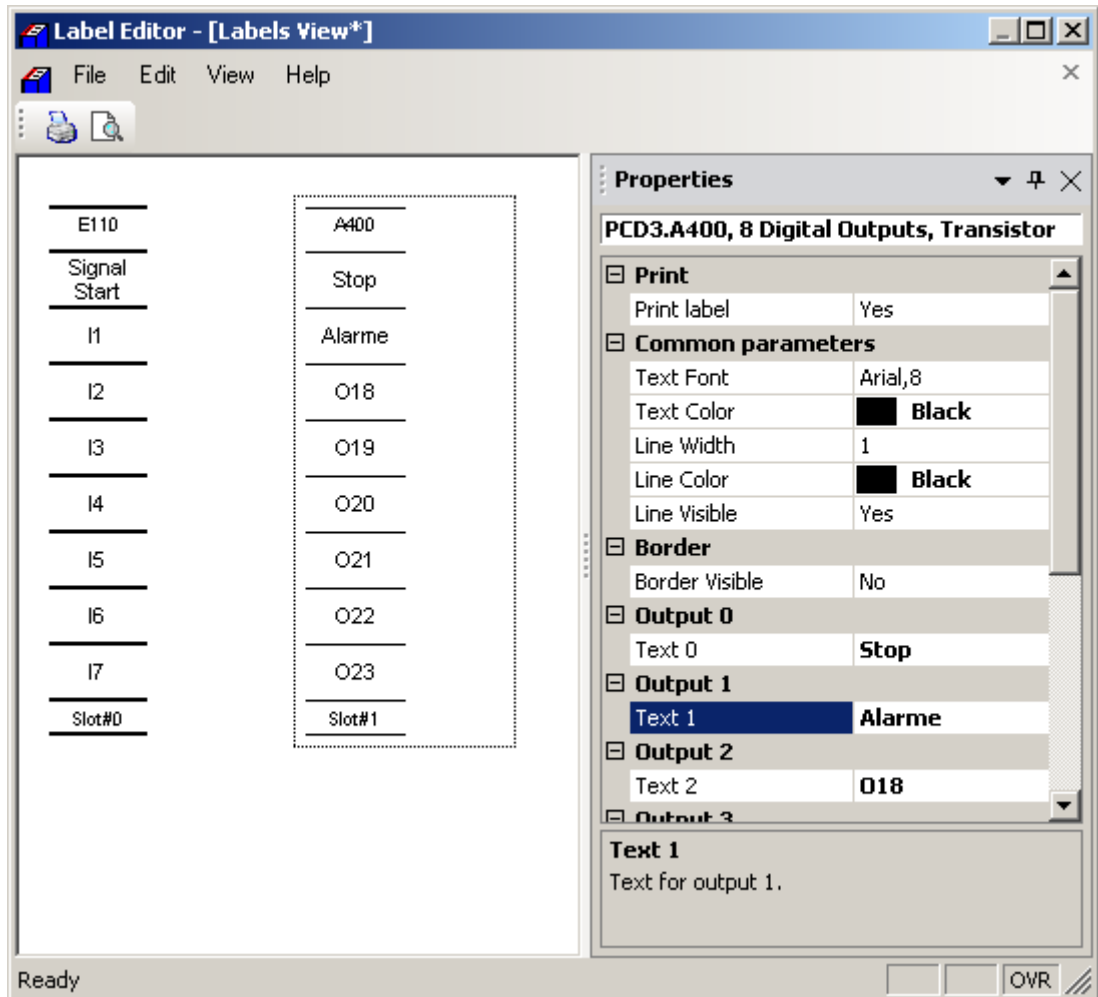 Label Editor - [Labels View*]
File Edit View Help
E110
Signal
Start
I1
I2
I3
I4
I5
I6
I7
Slot#0
A400
Stop
Alarme
O18
O19
O20
O21
O22
O23
Slot#1
Properties
PCD3.A400, 8 Digital Outputs, Transistor
Print
Print label Yes
Common parameters
Text Font Arial,8
Text Color Black
Line Width 1
Line Color Black
Line Visible Yes
Border
Border Visible No
Output 0
Text 0 Stop
Output 1
Text 1 Alarme
Output 2
Text 2 O18
Output 3
Text 1
Text for output 1.
Ready
OVR